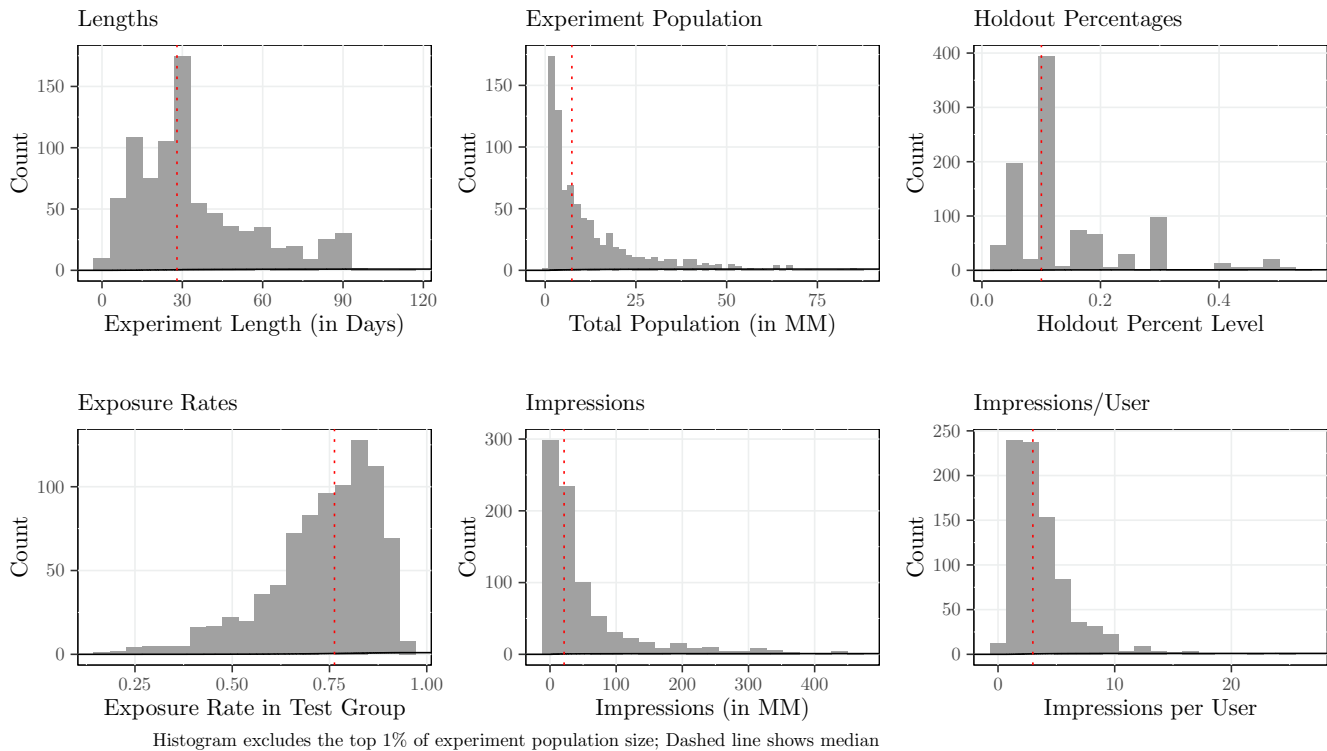 Lengths
150
100
50
0
Count
0
30
60
90
120
Experiment Length (in Days)
Experiment Population
150
100
50
0
Count
0
25
50
75
Total Population (in MM)
Holdout Percentages
400
300
200
100
0
Count
0.0
0.2
0.4
Holdout Percent Level
Exposure Rates
100
50
0
Count
0.25
0.50
0.75
1.00
Exposure Rate in Test Group
Impressions
300
200
100
0
Count
0
100
200
300
400
Impressions (in MM)
Impressions/User
250
200
150
100
50
0
Count
0
10
20
Impressions per User
Histogram excludes the top 1% of experiment population size; Dashed line shows median